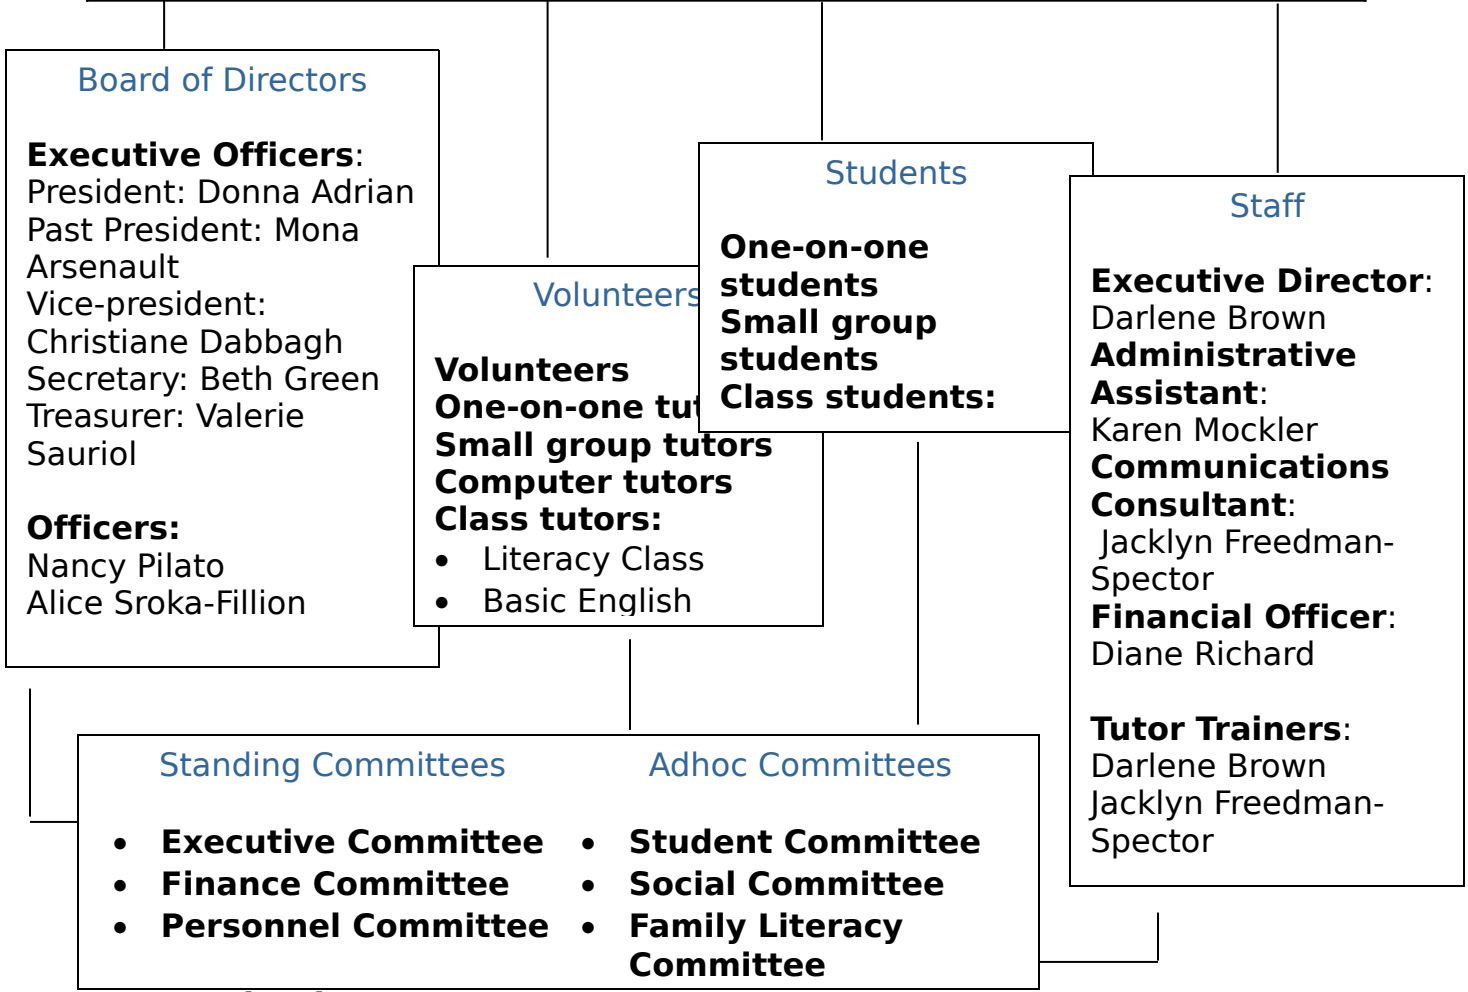 Board of Directors
Executive Officers:
President: Donna Adrian
Past President: Mona
Arsenault
Vice-president:
Christiane Dabbagh
Secretary: Beth Green
Treasurer: Valerie
Sauriol
Officers:
Nancy Pilato
Alice Sroka-Fillion
Volunteers
Volunteers
One-on-one
Small group tutors
Computer tutors
Class tutors:
• Literacy Class
• Basic English
Students
One-on-one
students
Small group
students
Class students:
Staff
Executive Director:
Darlene Brown
Administrative
Assistant:
Karen Mockler
Communications
Consultant:
Jacklyn Freedman-
Spector
Financial Officer:
Diane Richard
Tutor Trainers:
Darlene Brown
Jacklyn Freedman-
Spector
Standing Committees
• Executive Committee
• Finance Committee
• Personnel Committee
Adhoc Committees
• Student Committee
• Social Committee
• Family Literacy
Committee